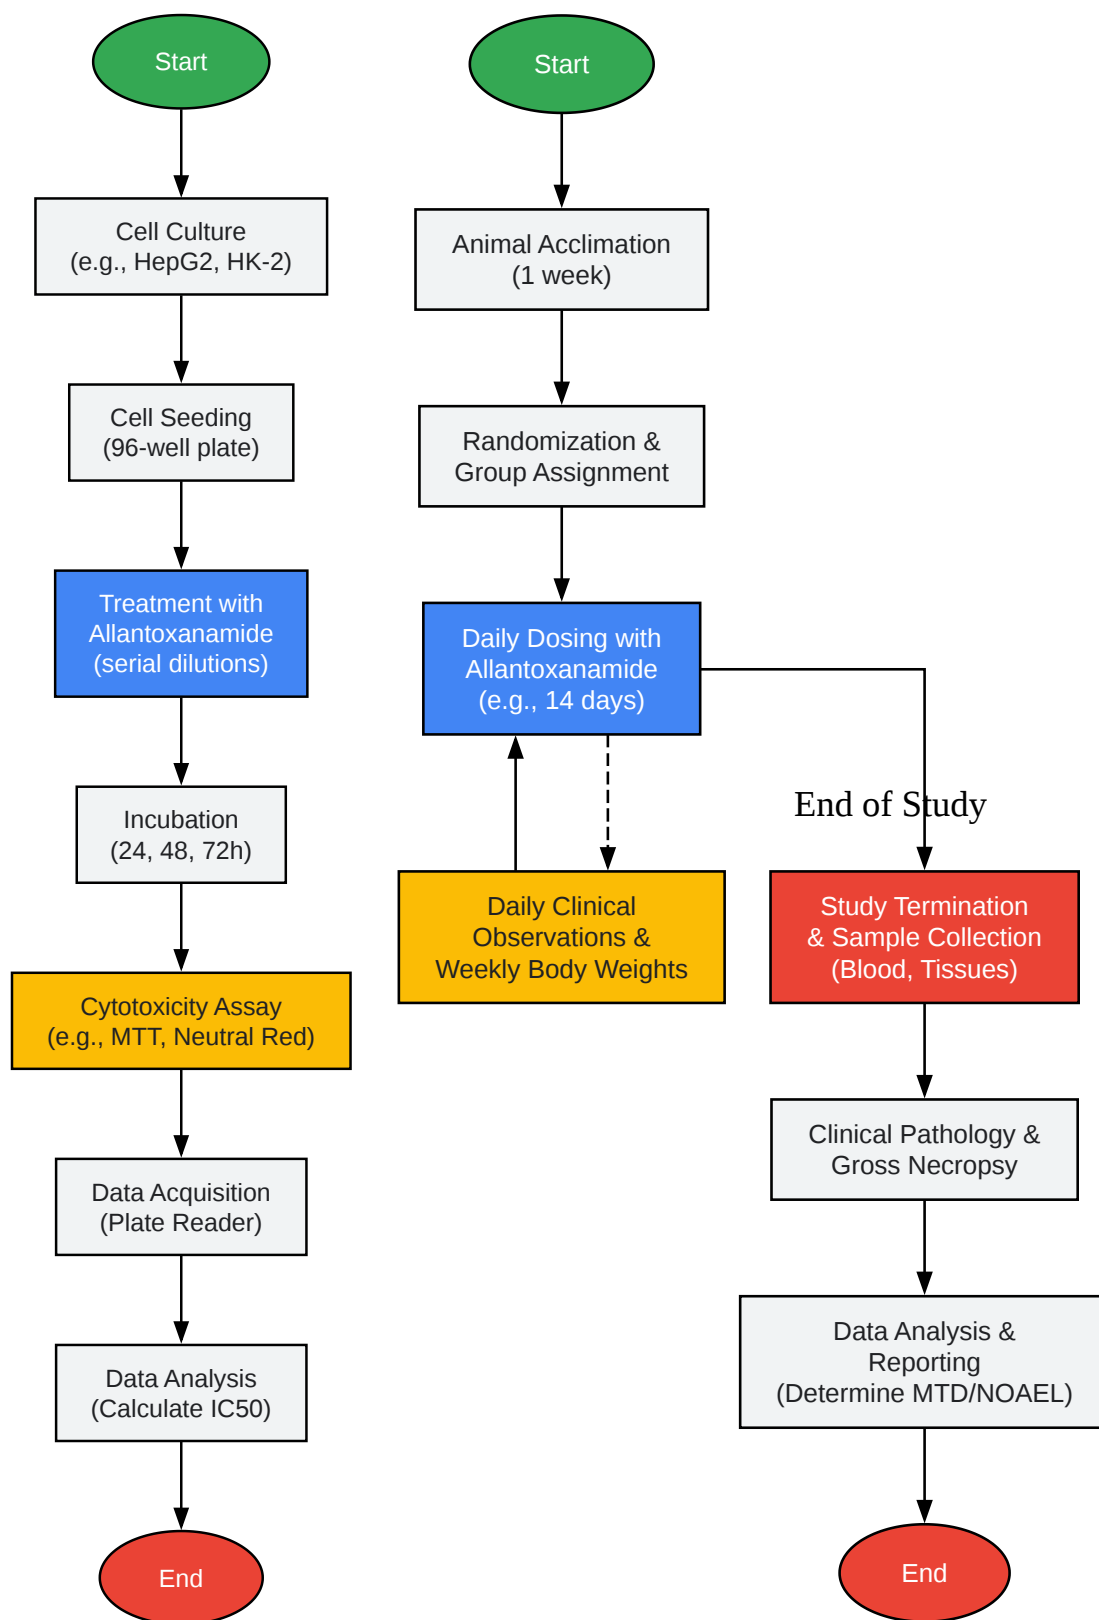 Start
Cell Culture
(e.g., HepG2, HK-2)
Cell Seeding
(96-well plate)
Treatment with
Allantoxanamide
(serial dilutions)
Incubation
(24, 48, 72h)
Cytotoxicity Assay
(e.g., MTT, Neutral Red)
Data Acquisition
(Plate Reader)
Data Analysis
(Calculate IC50)
End
Start
Animal Acclimation
(1 week)
Randomization &
Group Assignment
Daily Dosing with
Allantoxanamide
(e.g., 14 days)
Daily Clinical
Observations &
Weekly Body Weights
End of Study
Study Termination
& Sample Collection
(Blood, Tissues)
Clinical Pathology &
Gross Necropsy
Data Analysis &
Reporting
(Determine MTD/NOAEL)
End